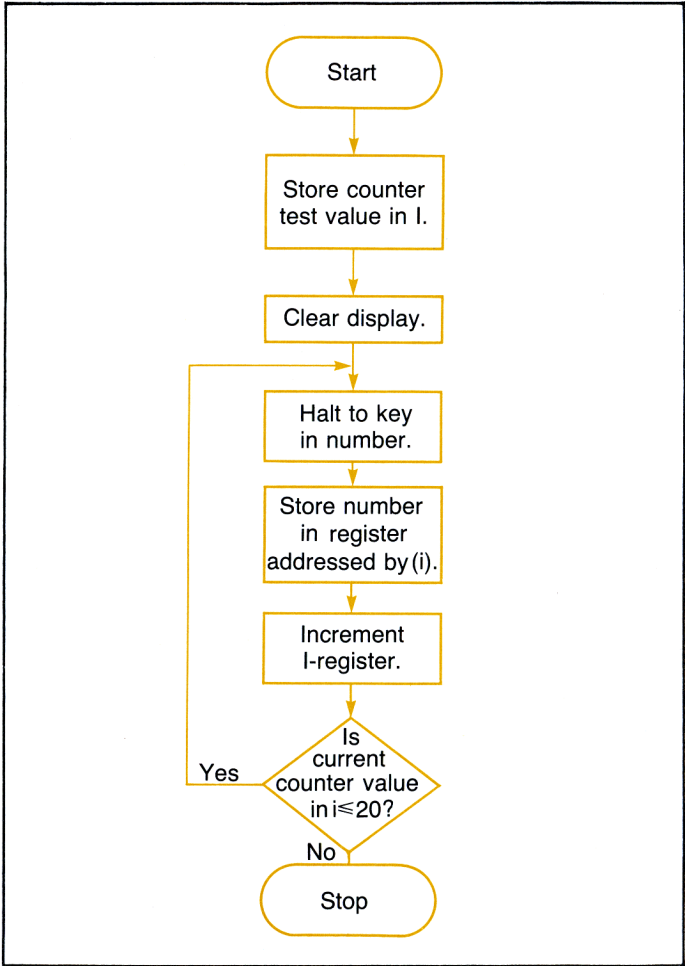 Start
Store counter
test value in I.
Clear display.
Halt to key
in number.
Store number
in register
addressed by (i).
Increment
I-register.
Is
current
counter value
in i≤20?
Yes
No
Stop